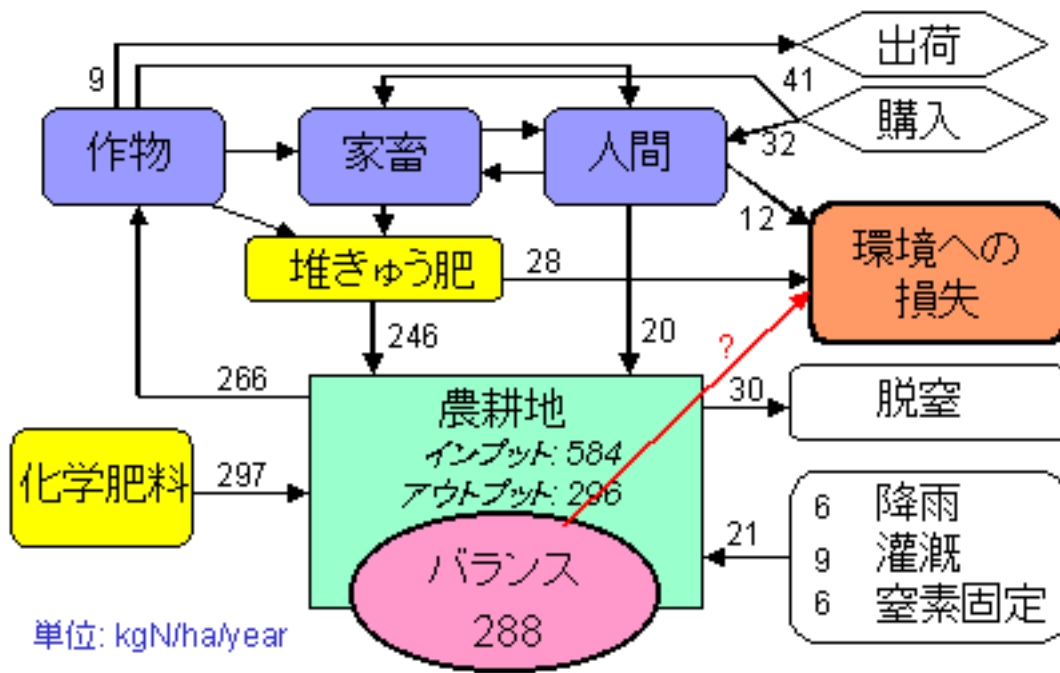 出荷
9
41
購入
作物
家畜
人間
32
12
環境への
損失
堆きゅう肥
28
246
20
?
266
農耕地
30
脱窒
インプット: 584
アウトプット: 296
化学肥料
297
21
6 降雨
9 灌漑
6 窒素固定
バランス
288
単位: kgN/ha/year